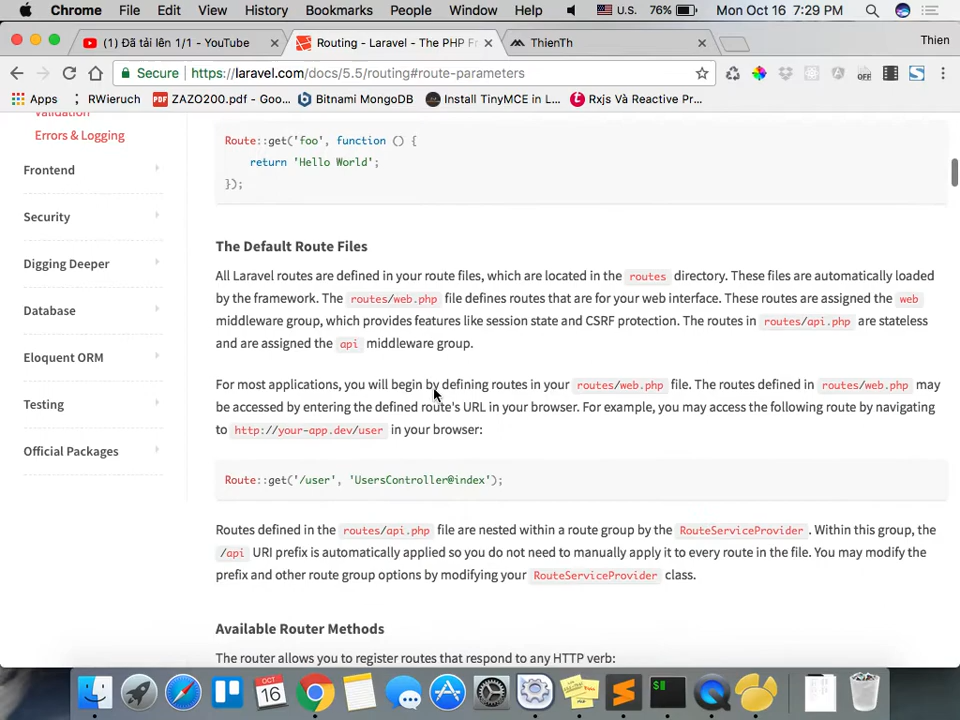 Chrome File Edit View History Bookmarks People Window Help U.S. 76% Mon Oct 16 7:29 PM
(1) Đã tải lên 1/1 - YouTube Routing - Laravel - The PHP F ThienTh Thien
Secure https://laravel.com/docs/5.5/routing#route-parameters
Apps RWieruch ZAZO200.pdf - Goo... Bitnami MongoDB Install TinyMCE in L... Rxjs Và Reactive Pr...
Validation
Errors & Logging
Frontend
Security
Digging Deeper
Database
Eloquent ORM
Testing
Official Packages
Route::get('foo', function () {
return 'Hello World';
});
The Default Route Files
All Laravel routes are defined in your route files, which are located in the routes directory. These files are automatically loaded
by the framework. The routes/web.php file defines routes that are for your web interface. These routes are assigned the web
middleware group, which provides features like session state and CSRF protection. The routes in routes/api.php are stateless
and are assigned the api middleware group.
For most applications, you will begin by defining routes in your routes/web.php file. The routes defined in routes/web.php may
be accessed by entering the defined route's URL in your browser. For example, you may access the following route by navigating
to http://your-app.dev/user in your browser:
Route::get('/user', 'UsersController@index');
Routes defined in the routes/api.php file are nested within a route group by the RouteServiceProvider. Within this group, the
/api URI prefix is automatically applied so you do not need to manually apply it to every route in the file. You may modify the
prefix and other route group options by modifying your RouteServiceProvider class.
Available Router Methods
The router allows you to register routes that respond to any HTTP verb:
OCT
16